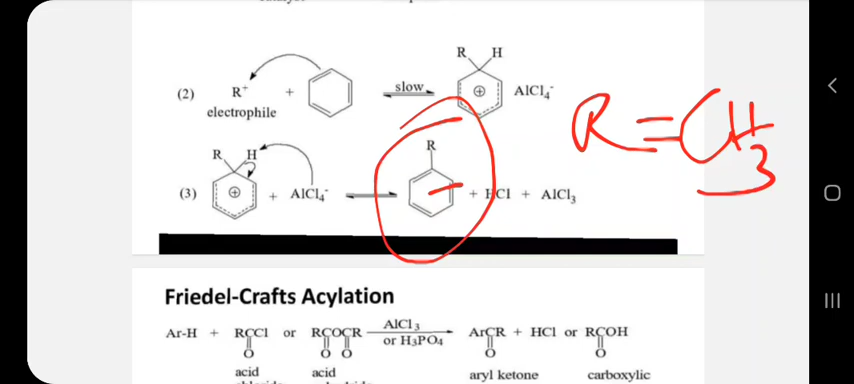 R H
(2) R⁺ + slow ⊕ AlCl₄⁻
electrophile
R = CH₃
R H R
(3) ⊕ + AlCl₄⁻ + HCl + AlCl₃
Friedel-Crafts Acylation
Ar-H + RCCl or RCOCR AlCl₃ ArCR + HCl or RCOH
or H₃PO₄
O O O O O
acid acid aryl ketone carboxylic